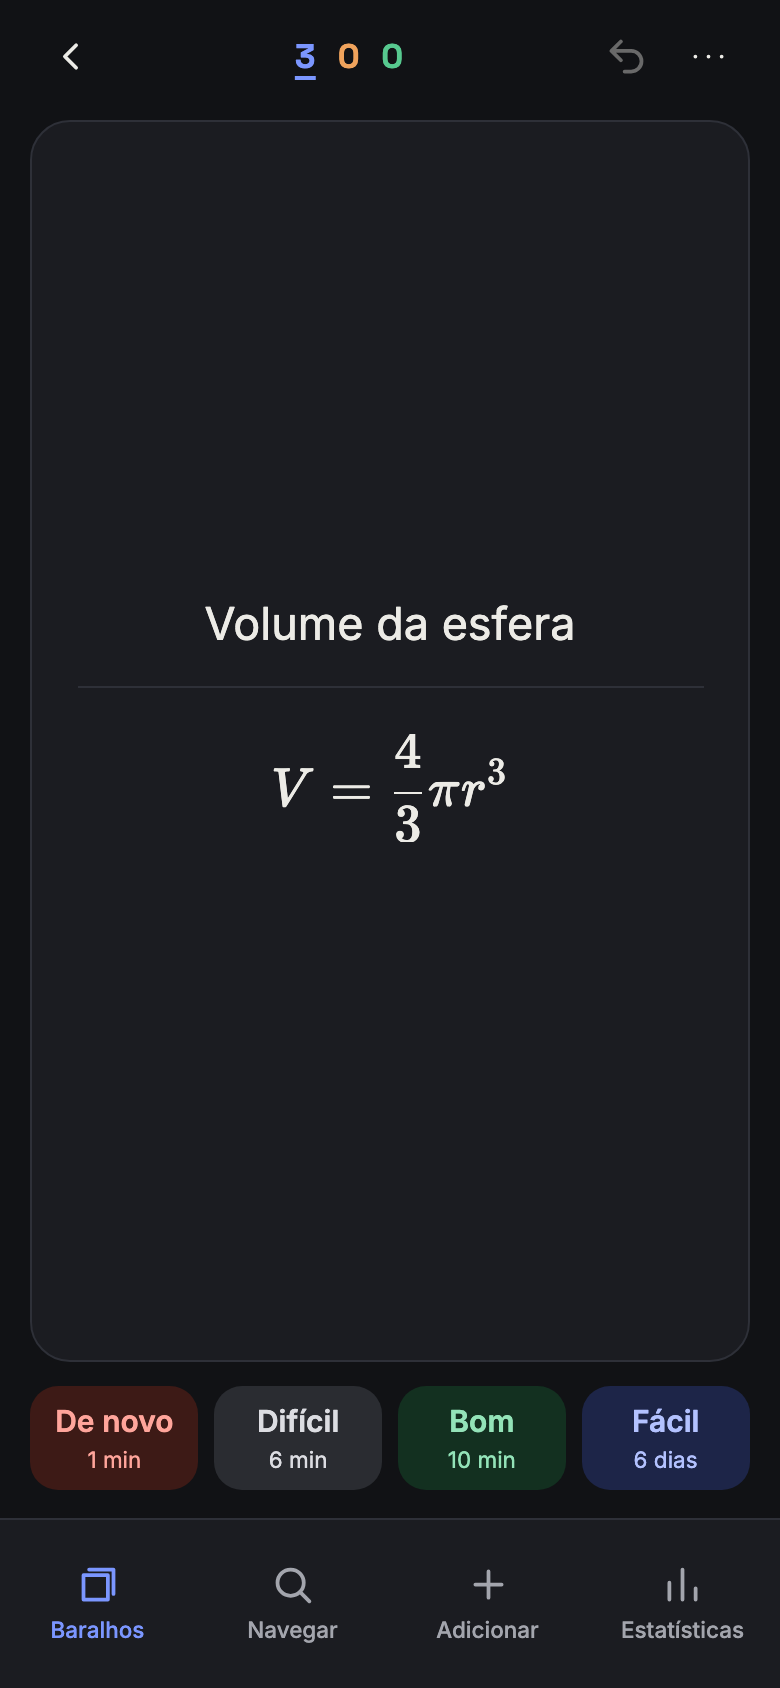 3 0 0
Volume da esfera
V = \frac{4}{3}πr³
De novo Difícil Bom Fácil
1 min 6 min 10 min 6 dias
Baralhos Navegar Adicionar Estatísticas